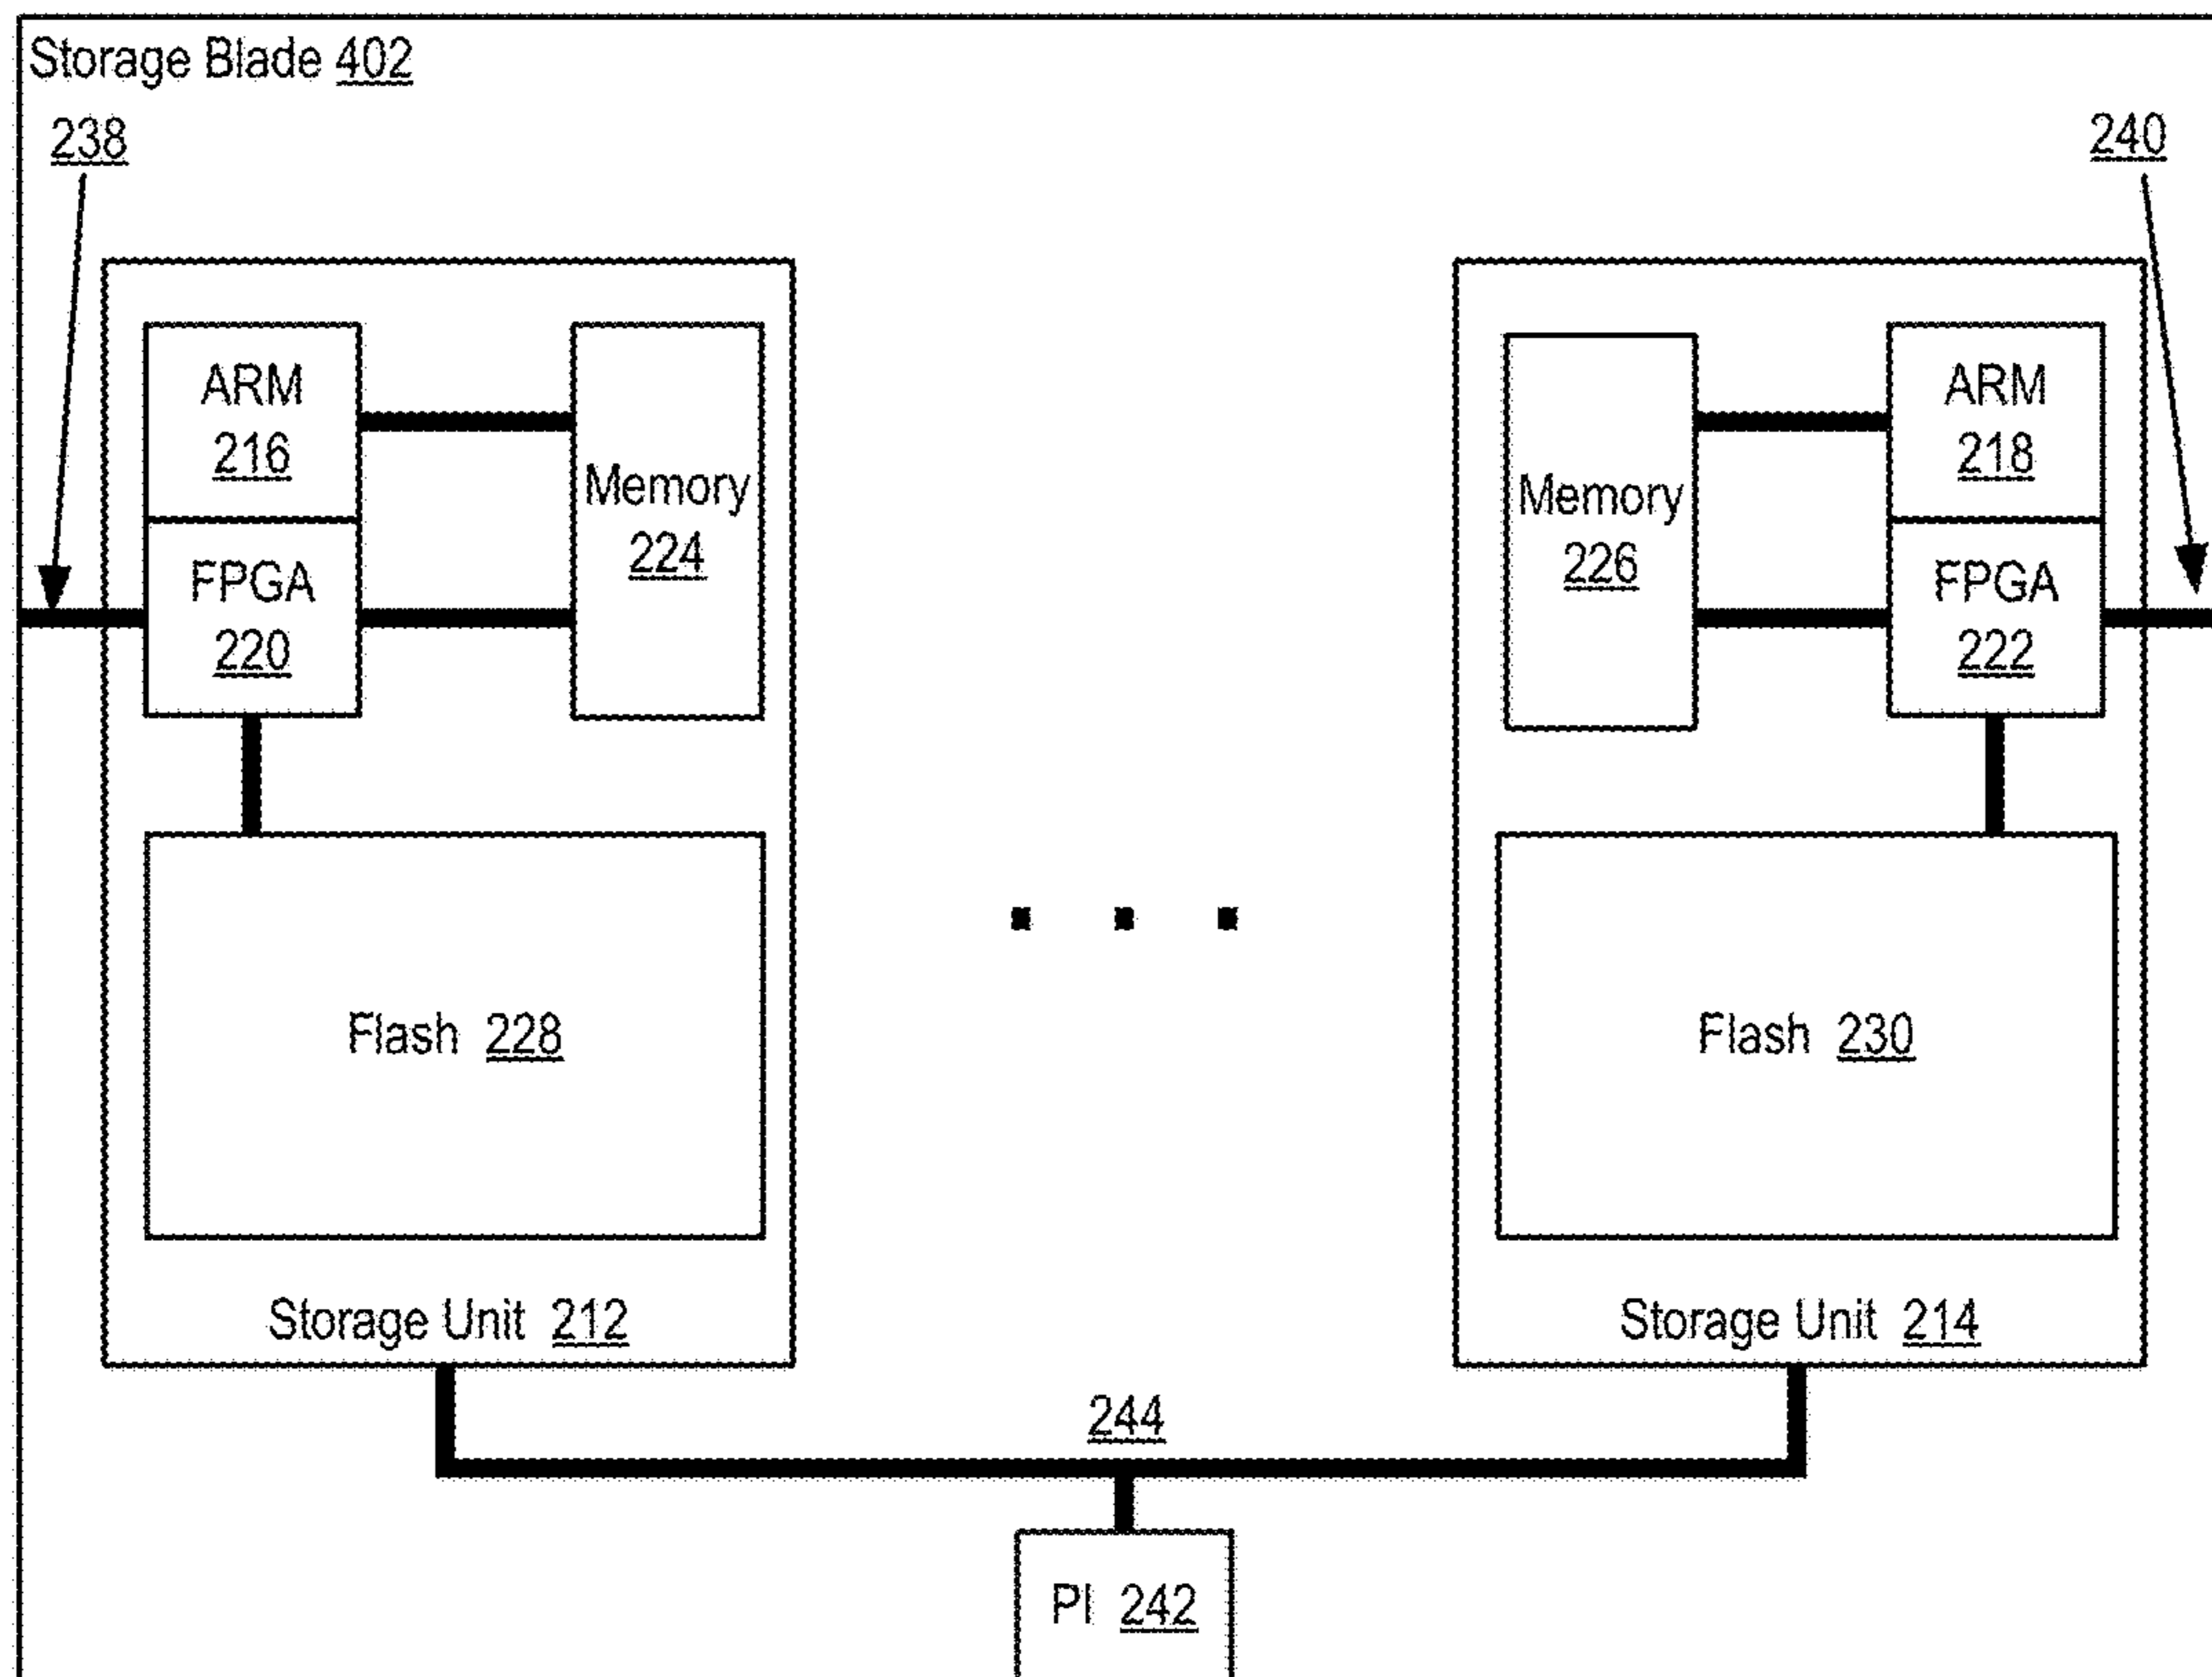 Storage Blade 402
238
240
ARM
216
Memory
224
FPGA
220
Flash 228
Storage Unit 212
Memory
226
ARM
218
FPGA
222
Flash 230
Storage Unit 214
244
PI 242